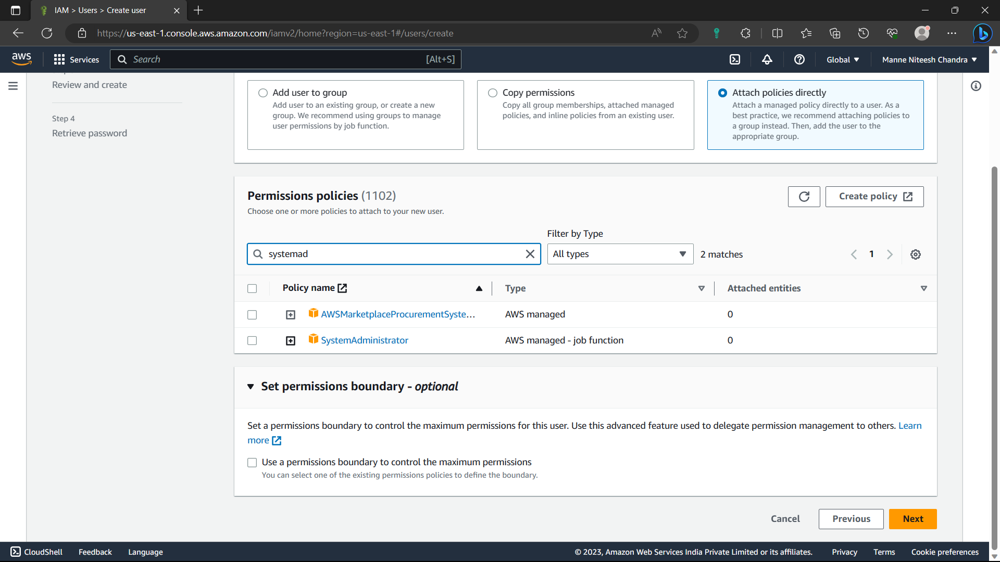 IAM > Users > Create user
https://us-east-1.console.aws.amazon.com/iamv2/home?region=us-east-1#/users/create
aws
Services
Search
[Alt+S]
Global
Manne Niteesh Chandra
Review and create
Step 4
Retrieve password
Add user to group
Add user to an existing group, or create a new
group. We recommend using groups to manage
user permissions by job function.
Copy permissions
Copy all group memberships, attached managed
policies, and inline policies from an existing user.
Attach policies directly
Attach a managed policy directly to a user. As a
best practice, we recommend attaching policies to
a group instead. Then, add the user to the
appropriate group.
Permissions policies (1102)
Choose one or more policies to attach to your new user.
Create policy
Filter by Type
systemad
All types
2 matches
1
Policy name
Type
Attached entities
AWSMarketplaceProcurementSyste...
AWS managed
0
SystemAdministrator
AWS managed - job function
0
Set permissions boundary - optional
Set a permissions boundary to control the maximum permissions for this user. Use this advanced feature used to delegate permission management to others. Learn
more
Use a permissions boundary to control the maximum permissions
You can select one of the existing permissions policies to define the boundary.
Cancel
Previous
Next
CloudShell
Feedback
Language
© 2023, Amazon Web Services India Private Limited or its affiliates.
Privacy
Terms
Cookie preferences